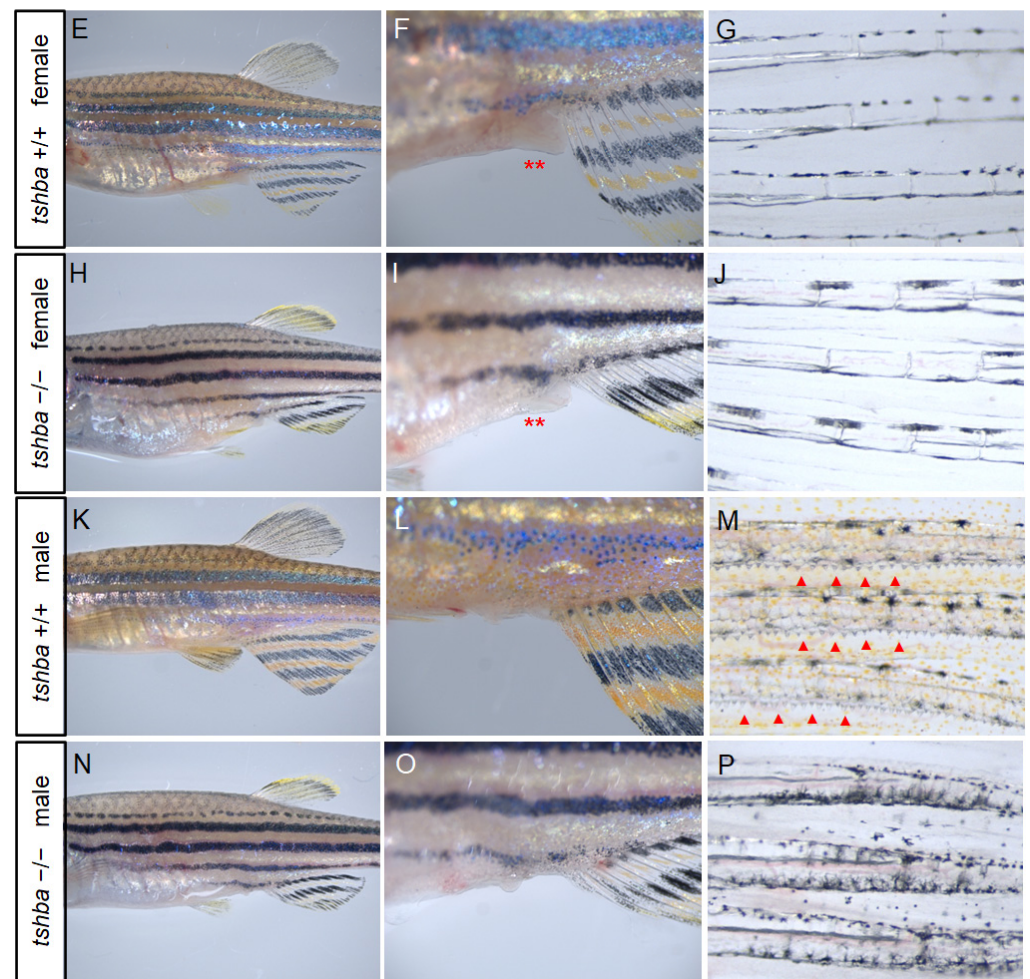 tshba +/+ female
E
F
G
**
tshba −/− female
H
I
J
**
tshba +/+ male
K
L
M
tshba −/− male
N
O
P